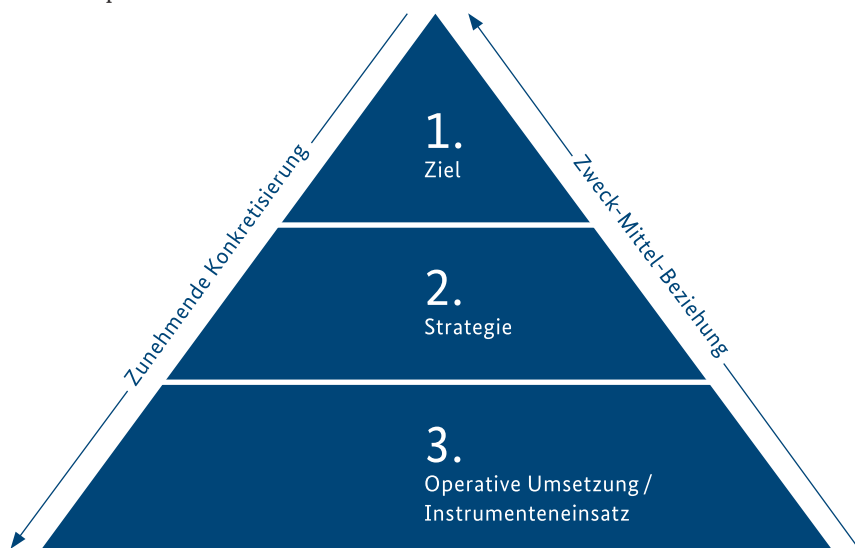 1.
Ziel
Zunehmende Konkretisierung
Zweck-Mittel-Beziehung
2.
Strategie
3.
Operative Umsetzung /
Instrumenteneinsatz